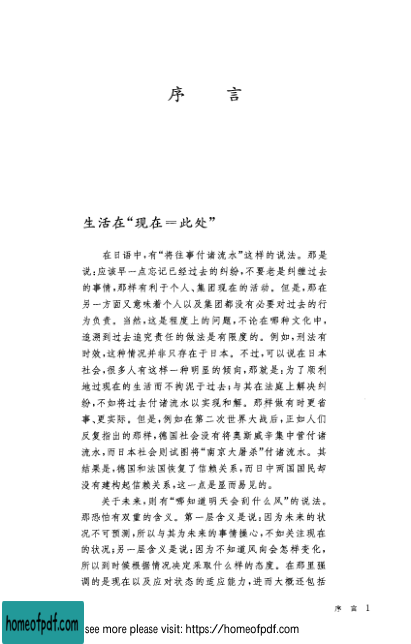 序 言
生活在“现在＝此处”
在日语中,有“将往事付诸流水”这样的说法。那是
说:应该早一点忘记已经过去的纠纷,不要老是纠缠过去
的事情,那样有利于个人、集团现在的活动。但是,那在
另一方面又意味着个人以及集团都没有必要对过去的行
为负责。当然,这是程度上的问题,不论在哪种文化中,
追溯到过去追究责任的做法是有限度的。例如,刑法有
时效,这种情况并非只存在于日本。不过,可以说在日本
社会,很多人有这样一种明显的倾向,那就是:为了顺利
地过现在的生活而不拘泥于过去;与其在法庭上解决纠
纷,不如将过去付诸流水以实现和解。那样做有时更省
事、更实际。但是,例如在第二次世界大战后,正如人们
反复指出的那样,德国社会没有将奥斯威辛集中营付诸
流水,而日本社会则试图将“南京大屠杀”付诸流水。其
结果是,德国和法国恢复了信赖关系,而日中两国国民却
没有建构起信赖关系,这一点是显而易见的。
关于未来,则有“哪知道明天会刮什么风”的说法。
那恐怕有双重的含义。第一层含义是说:因为未来的状
况不可预测,所以与其为未来的事情操心,不如关注现在
的状况;另一层含义是说:因为不知道风向会怎样变化,
所以到时候根据情况决定采取什么样的态度。在那里强
调的是现在以及应对状态的适应能力,进而大概还包括
序 言 1
homeofpdf.com
see more please visit: https://homeofpdf.com